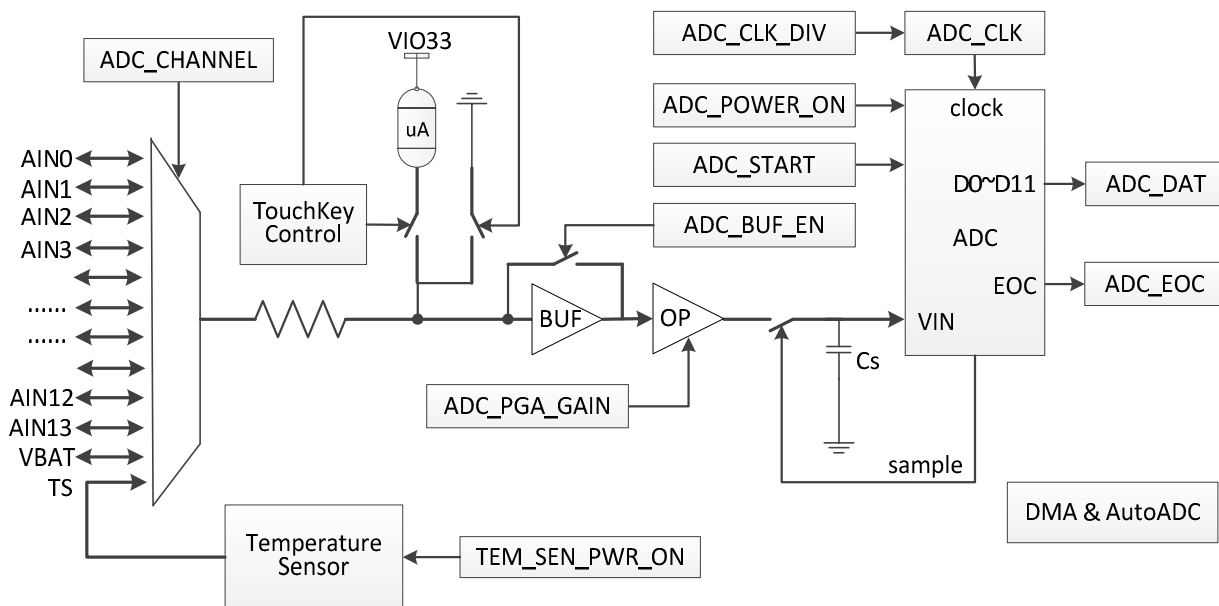 ADC_CHANNEL
VIO33
uA
ADC_CLK_DIV
ADC_CLK
ADC_POWER_ON
clock
ADC_START
D0~D11
ADC_DAT
AIN0
AIN1
AIN2
AIN3
......
......
AIN12
AIN13
VBAT
TS
TouchKey
Control
ADC_BUF_EN
ADC
EOC
ADC_EOC
BUF
OP
VIN
Cs
ADC_PGA_GAIN
sample
DMA & AutoADC
Temperature
Sensor
TEM_SEN_PWR_ON